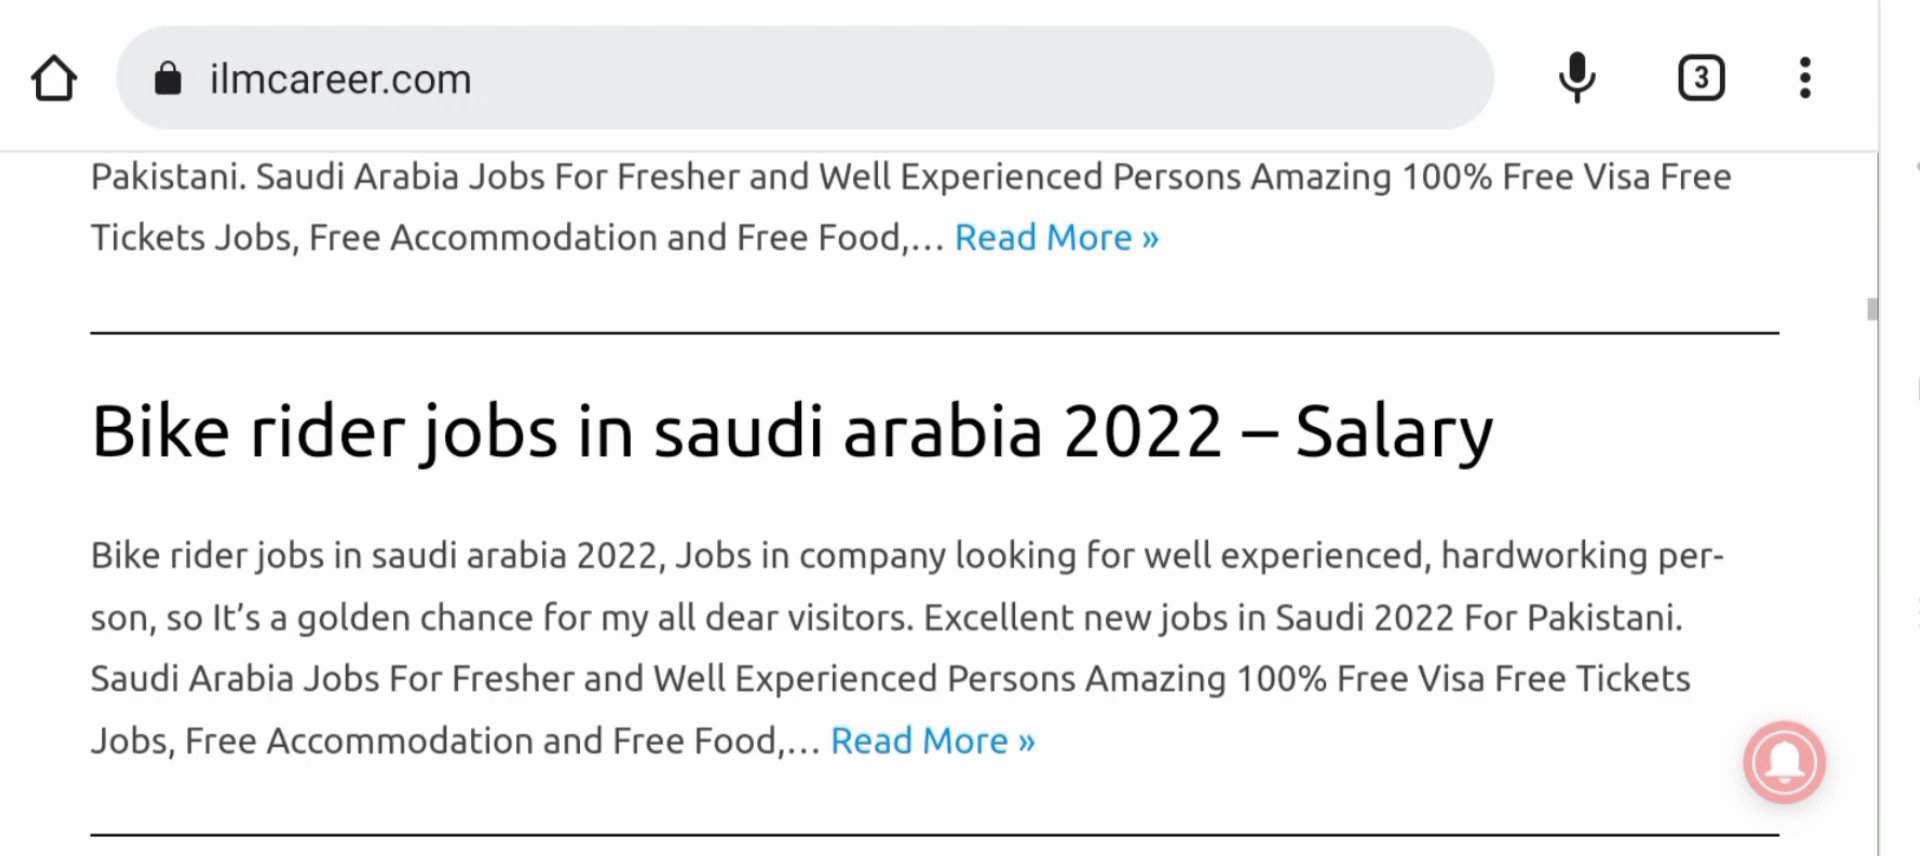 ilmcareer.com
3
Pakistani. Saudi Arabia Jobs For Fresher and Well Experienced Persons Amazing 100% Free Visa Free
Tickets Jobs, Free Accommodation and Free Food,… Read More »
Bike rider jobs in saudi arabia 2022 – Salary
Bike rider jobs in saudi arabia 2022, Jobs in company looking for well experienced, hardworking per-
son, so It’s a golden chance for my all dear visitors. Excellent new jobs in Saudi 2022 For Pakistani.
Saudi Arabia Jobs For Fresher and Well Experienced Persons Amazing 100% Free Visa Free Tickets
Jobs, Free Accommodation and Free Food,… Read More »